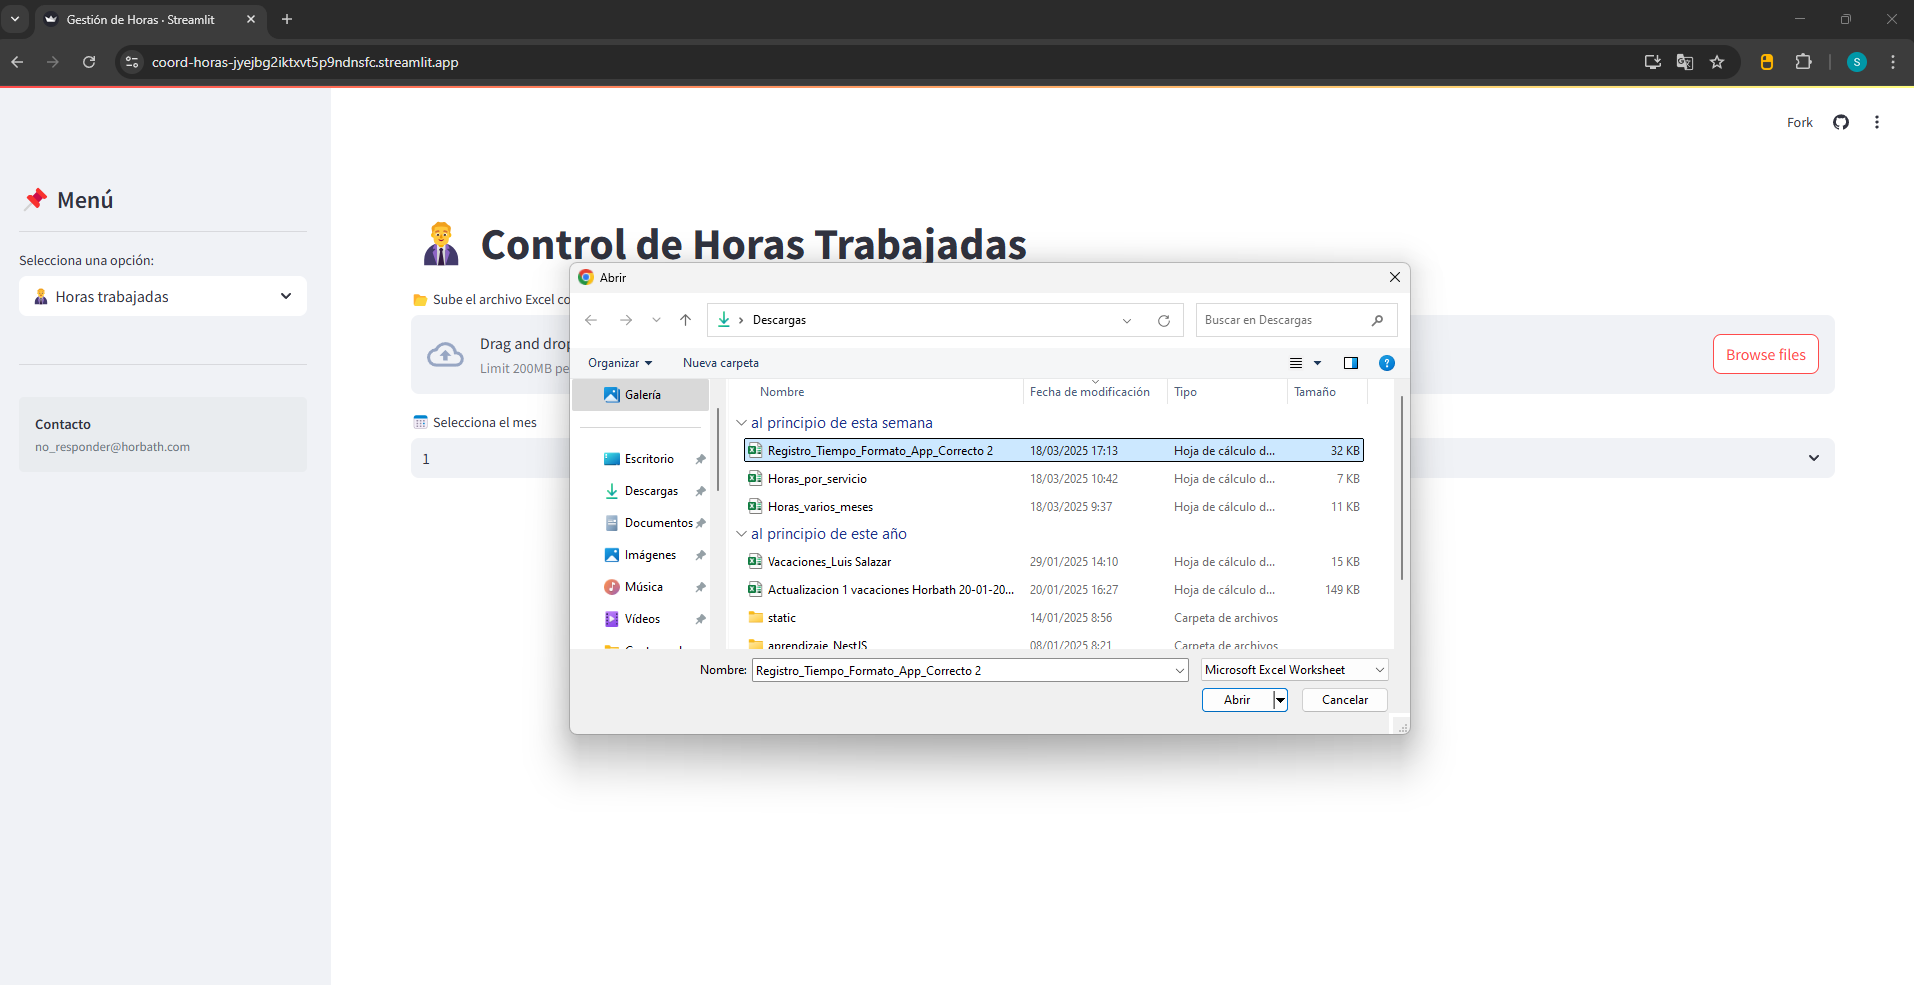 Gestión de Horas · Streamlit
coord-horas-jyejbg2iktxvt5p9ndnsfc.streamlit.app
S
Fork
Menú
Selecciona una opción:
Horas trabajadas
Contacto
no_responder@horbath.com
Control de Horas Trabajadas
Sube el archivo Excel co
Drag and drop
Limit 200MB pe
Browse files
Selecciona el mes
1
Abrir
Descargas
Buscar en Descargas
Organizar
Nueva carpeta
Galería
Escritorio
Descargas
Documentos
Imágenes
Música
Vídeos
Nombre Fecha de modificación Tipo Tamaño
al principio de esta semana
Registro_Tiempo_Formato_App_Correcto 2 18/03/2025 17:13 Hoja de cálculo d... 32 KB
Horas_por_servicio 18/03/2025 10:42 Hoja de cálculo d... 7 KB
Horas_varios_meses 18/03/2025 9:37 Hoja de cálculo d... 11 KB
al principio de este año
Vacaciones_Luis Salazar 29/01/2025 14:10 Hoja de cálculo d... 15 KB
Actualizacion 1 vacaciones Horbath 20-01-20... 20/01/2025 16:27 Hoja de cálculo d... 149 KB
static 14/01/2025 8:56 Carpeta de archivos
aprendizaje_NestJS 08/01/2025 8:21 Carpeta de archivos
Nombre: Registro_Tiempo_Formato_App_Correcto 2 Microsoft Excel Worksheet
Abrir Cancelar